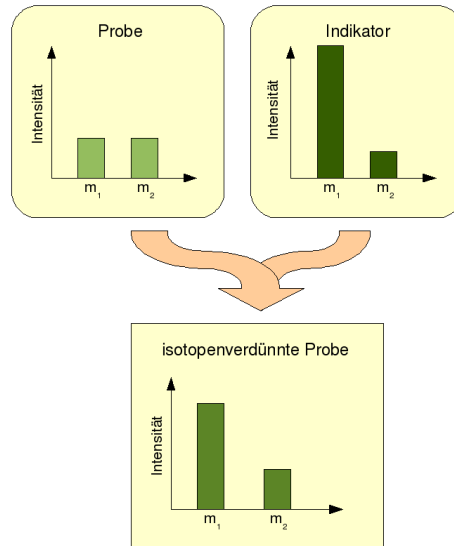 Probe
Intensität
m₁ m₂
Indikator
Intensität
m₁ m₂
isotopenverdünnte Probe
Intensität
m₁ m₂